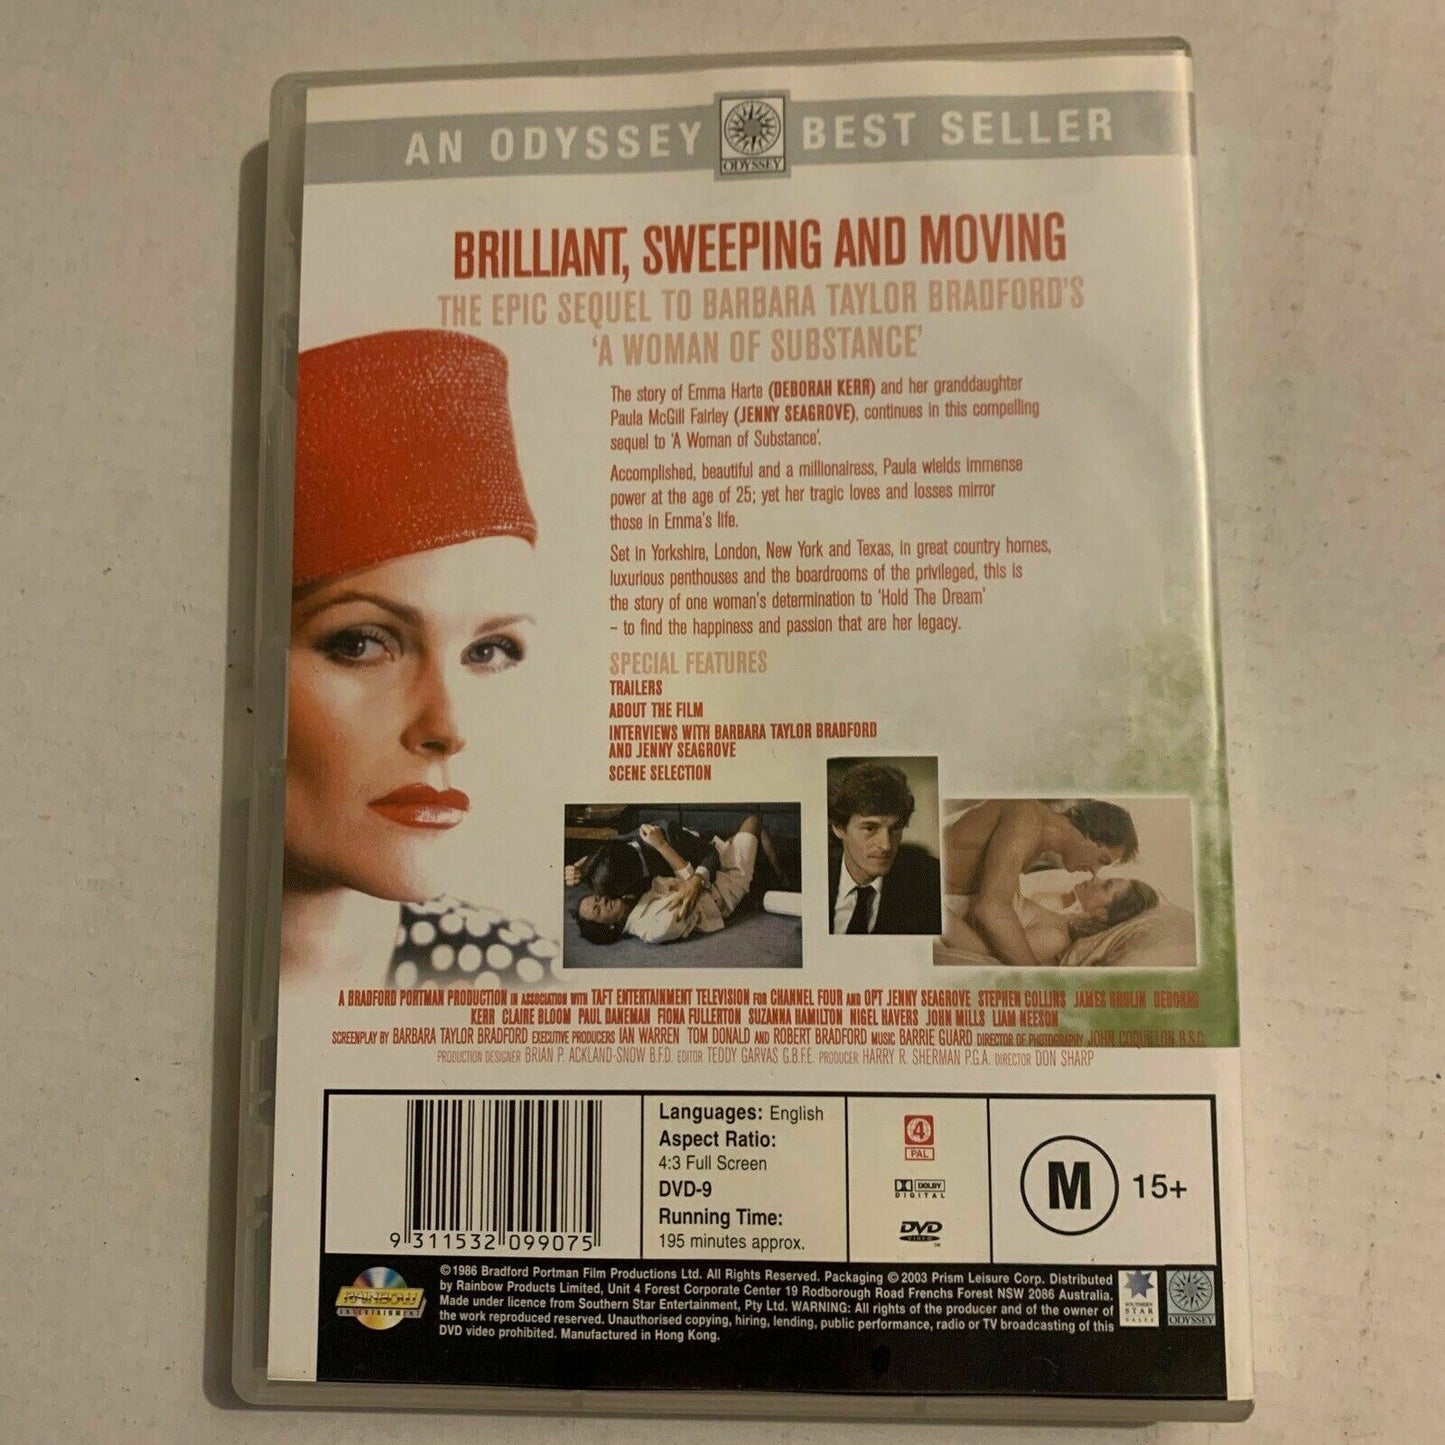 AN ODYSSEY BEST SELLER
ODYSSEY
BRILLIANT, SWEEPING AND MOVING
THE EPIC SEQUEL TO BARBARA TAYLOR BRADFORD'S
'A WOMAN OF SUBSTANCE'
The story of Emma Harte (DEBORAH KERR) and her granddaughter
Paula McGill Fairley (JENNY SEAGROVE), continues in this compelling
sequel to 'A Woman of Substance'.
Accomplished, beautiful and a millionairess, Paula wields immense
power at the age of 25; yet her tragic loves and losses mirror
those in Emma's life.
Set in Yorkshire, London, New York and Texas, in great country homes,
luxurious penthouses and the boardrooms of the privileged, this is
the story of one woman's determination to 'Hold The Dream'
– to find the happiness and passion that are her legacy.
SPECIAL FEATURES
TRAILERS
ABOUT THE FILM
INTERVIEWS WITH BARBARA TAYLOR BRADFORD
AND JENNY SEAGROVE
SCENE SELECTION
A BRADFORD PORTMAN PRODUCTION IN ASSOCIATION WITH TAFT ENTERTAINMENT TELEVISION FOR CHANNEL FOUR AND OPT JENNY SEAGROVE STEPHEN COLLINS JAMES BROLIN DEBORAH
KERR CLAIRE BLOOM PAUL DANEMAN FIONA FULLERTON SUZANNA HAMILTON NIGEL HAVERS JOHN MILLS LIAM NEESON
SCREENPLAY BY BARBARA TAYLOR BRADFORD EXECUTIVE PRODUCERS IAN WARREN TOM DONALD AND ROBERT BRADFORD MUSIC BARRIE GUARD DIRECTOR OF PHOTOGRAPHY JOHN COQUILLON B.S.C.
PRODUCTION DESIGNER BRIAN P. ACKLAND-SNOW B.F.D. EDITOR TEDDY GARVAS G.B.F.E. PRODUCER HARRY R. SHERMAN P.G.A. DIRECTOR DON SHARP
9 311532 099075
Languages: English
Aspect Ratio:
4:3 Full Screen
DVD-9
Running Time:
195 minutes approx.
4
PAL
DOLBY
DIGITAL
DVD
VIDEO
M 15+
RAINBOW
ENTERTAINMENT
©1986 Bradford Portman Film Productions Ltd. All Rights Reserved. Packaging © 2003 Prism Leisure Corp. Distributed
by Rainbow Products Limited, Unit 4 Forest Corporate Center 19 Rodborough Road Frenchs Forest NSW 2086 Australia.
Made under licence from Southern Star Entertainment, Pty Ltd. WARNING: All rights of the producer and of the owner of
the work reproduced reserved. Unauthorised copying, hiring, lending, public performance, radio or TV broadcasting of this
DVD video prohibited. Manufactured in Hong Kong.
SOUTHERN
STAR
SALES
ODYSSEY